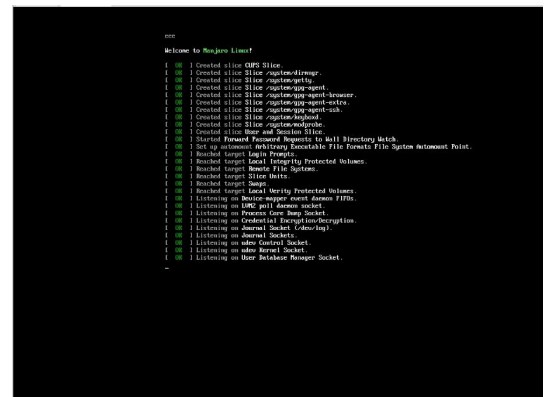 eee
Welcome to Manjaro Linux!
[ OK ] Created slice CUPS Slice.
[ OK ] Created slice Slice /system/dirmngr.
[ OK ] Created slice Slice /system/getty.
[ OK ] Created slice Slice /system/gpg-agent.
[ OK ] Created slice Slice /system/gpg-agent-browser.
[ OK ] Created slice Slice /system/gpg-agent-extra.
[ OK ] Created slice Slice /system/gpg-agent-ssh.
[ OK ] Created slice Slice /system/keyboxd.
[ OK ] Created slice Slice /system/modprobe.
[ OK ] Created slice User and Session Slice.
[ OK ] Started Forward Password Requests to Wall Directory Watch.
[ OK ] Set up automount Arbitrary Executable File Formats File System Automount Point.
[ OK ] Reached target Login Prompts.
[ OK ] Reached target Local Integrity Protected Volumes.
[ OK ] Reached target Remote File Systems.
[ OK ] Reached target Slice Units.
[ OK ] Reached target Swaps.
[ OK ] Reached target Local Verity Protected Volumes.
[ OK ] Listening on Device-mapper event daemon FIFOs.
[ OK ] Listening on LVM2 poll daemon socket.
[ OK ] Listening on Process Core Dump Socket.
[ OK ] Listening on Credential Encryption/Decryption.
[ OK ] Listening on Journal Socket (/dev/log).
[ OK ] Listening on Journal Sockets.
[ OK ] Listening on udev Control Socket.
[ OK ] Listening on udev Kernel Socket.
[ OK ] Listening on User Database Manager Socket.